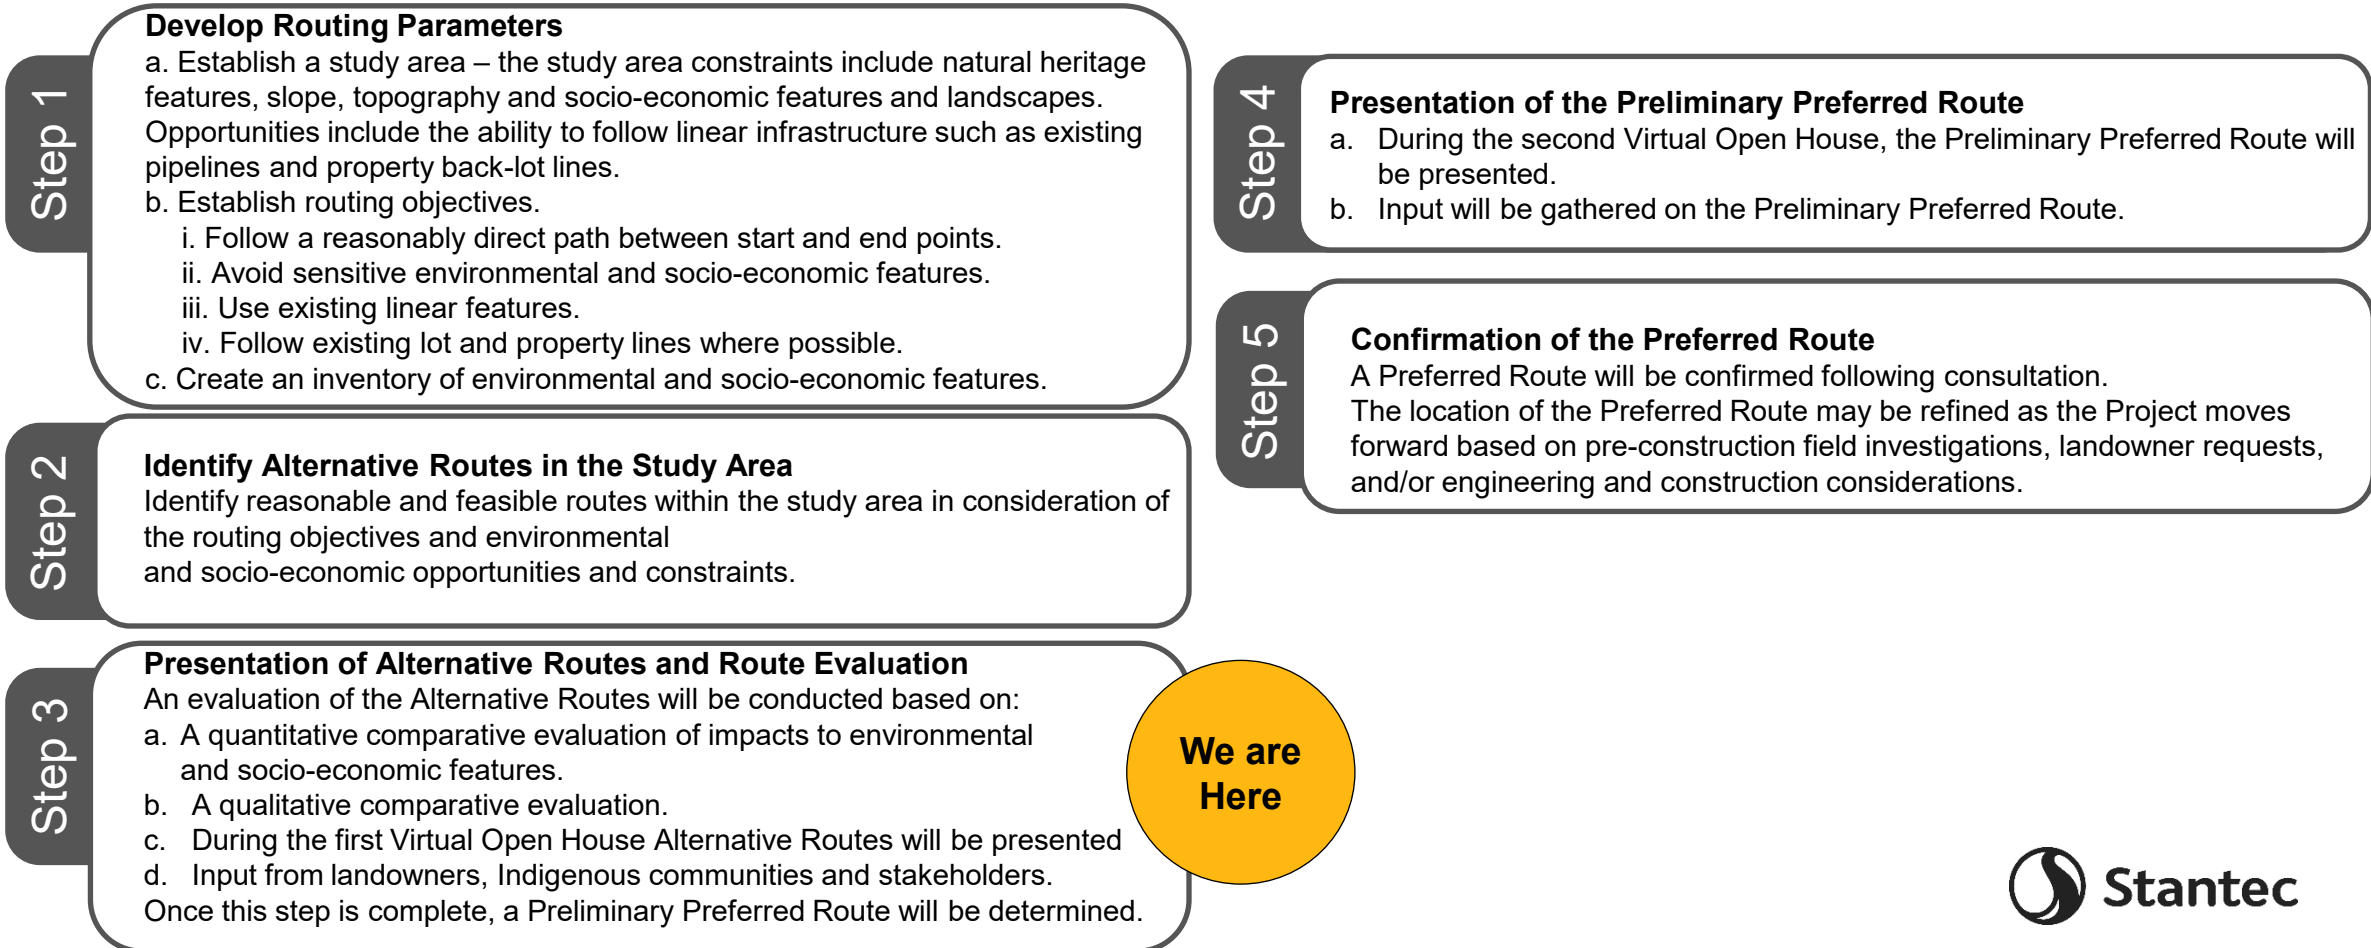 Step 1
Develop Routing Parameters
a. Establish a study area – the study area constraints include natural heritage
features, slope, topography and socio-economic features and landscapes.
Opportunities include the ability to follow linear infrastructure such as existing
pipelines and property back-lot lines.
b. Establish routing objectives.
i. Follow a reasonably direct path between start and end points.
ii. Avoid sensitive environmental and socio-economic features.
iii. Use existing linear features.
iv. Follow existing lot and property lines where possible.
c. Create an inventory of environmental and socio-economic features.
Step 2
Identify Alternative Routes in the Study Area
Identify reasonable and feasible routes within the study area in consideration of
the routing objectives and environmental
and socio-economic opportunities and constraints.
Step 3
Presentation of Alternative Routes and Route Evaluation
An evaluation of the Alternative Routes will be conducted based on:
a. A quantitative comparative evaluation of impacts to environmental
and socio-economic features.
b. A qualitative comparative evaluation.
c. During the first Virtual Open House Alternative Routes will be presented
d. Input from landowners, Indigenous communities and stakeholders.
Once this step is complete, a Preliminary Preferred Route will be determined.
We are
Here
Step 4
Presentation of the Preliminary Preferred Route
a. During the second Virtual Open House, the Preliminary Preferred Route will
be presented.
b. Input will be gathered on the Preliminary Preferred Route.
Step 5
Confirmation of the Preferred Route
A Preferred Route will be confirmed following consultation.
The location of the Preferred Route may be refined as the Project moves
forward based on pre-construction field investigations, landowner requests,
and/or engineering and construction considerations.
Stantec